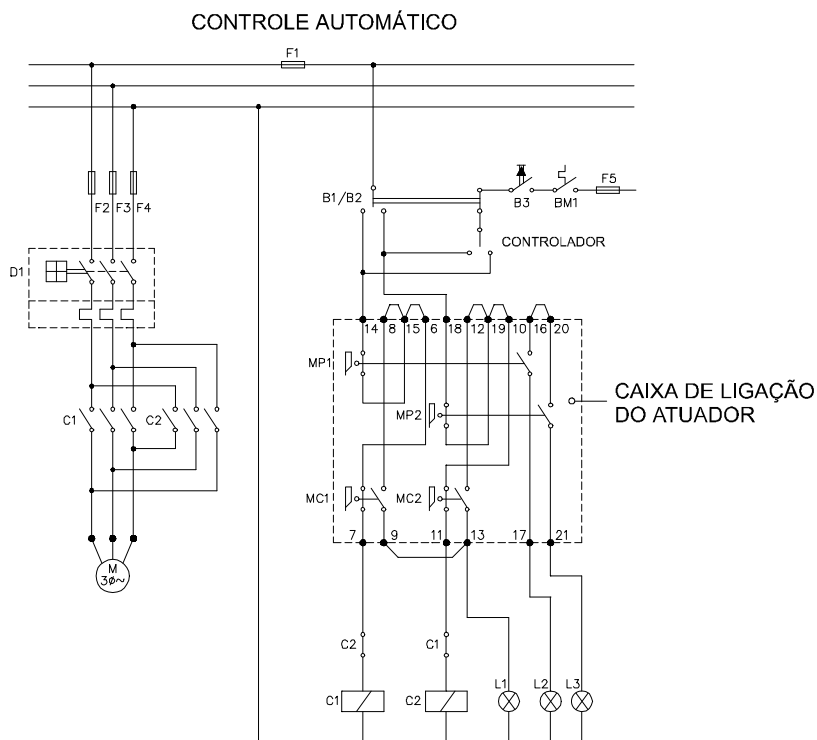 CONTROLE AUTOMÁTICO
F1
B1/B2
B3
BM1
F5
F2 F3 F4
CONTROLADOR
D1
14 8 15 6 18 12 19 10 16 20
MP1
CAIXA DE LIGAÇÃO
DO ATUADOR
C1
C2
MP2
MC1
MC2
7 9 11 13 17 21
M
3ø~
C2
C1
L1
L2
L3
C1
C2